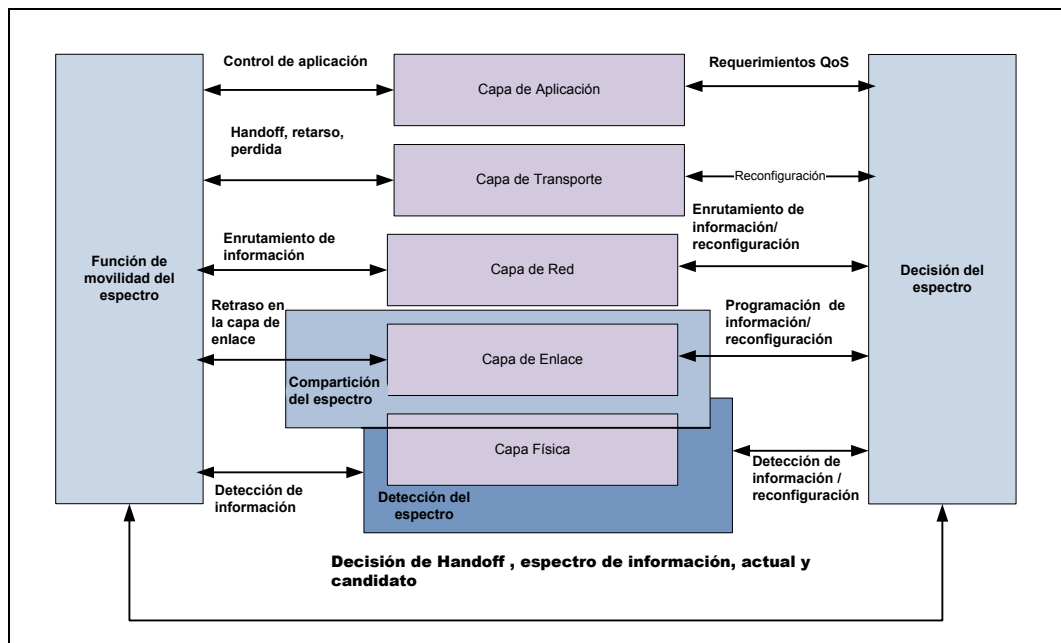 Control de aplicación
Capa de Aplicación
Requerimientos QoS
Handoff, retarso,
perdida
Capa de Transporte
Reconfiguración
Enrutamiento de
información
Capa de Red
Enrutamiento de
información/
reconfiguración
Función de
movilidad del
espectro
Decisión del
espectro
Retraso en
la capa de
enlace
Capa de Enlace
Programación de
información/
reconfiguración
Compartición
del espectro
Capa Física
Detección de
información
Detección del
espectro
Detección de
información /
reconfiguración
Decisión de Handoff , espectro de información, actual y
candidato